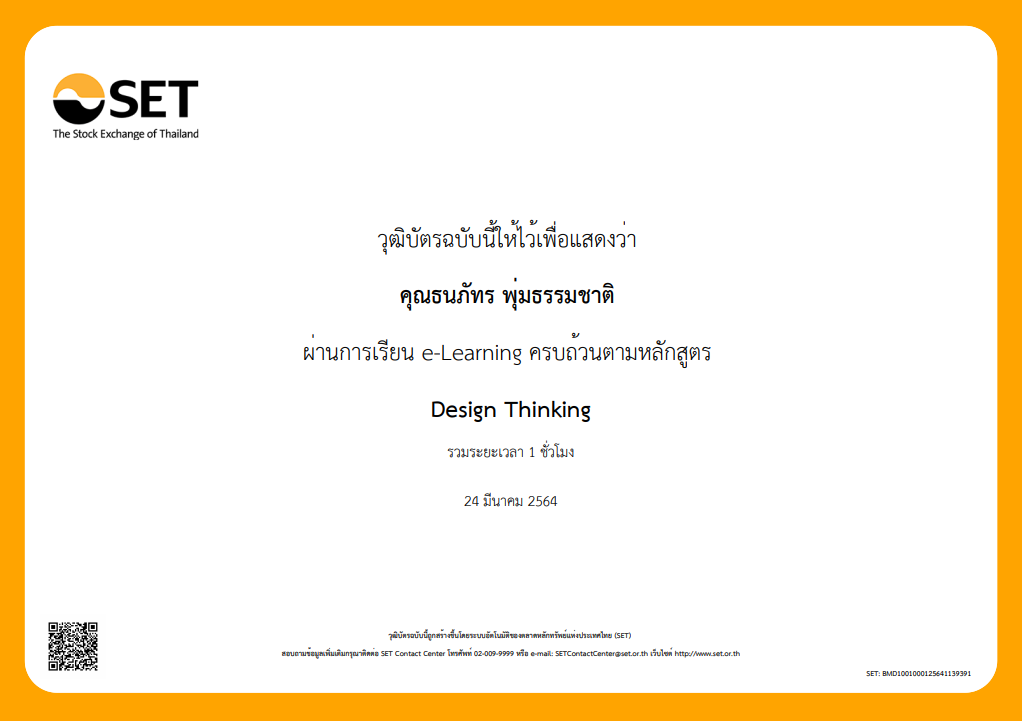 SET
The Stock Exchange of Thailand
วุฒิบัตรฉบับนี้ให้ไว้เพื่อแสดงว่า
คุณธนภัทร พุ่มธรรมชาติ
ผ่านการเรียน e-Learning ครบถ้วนตามหลักสูตร
Design Thinking
รวมระยะเวลา 1 ชั่วโมง
24 มีนาคม 2564
วุฒิบัตรฉบับนี้ถูกสร้างขึ้นโดยระบบอัตโนมัติของตลาดหลักทรัพย์แห่งประเทศไทย (SET)
สอบถามข้อมูลเพิ่มเติมกรุณาติดต่อ SET Contact Center โทรศัพท์ 02-009-9999 หรือ e-mail: SETContactCenter@set.or.th เว็บไซต์ http://www.set.or.th
SET: BMD1001000125641139391